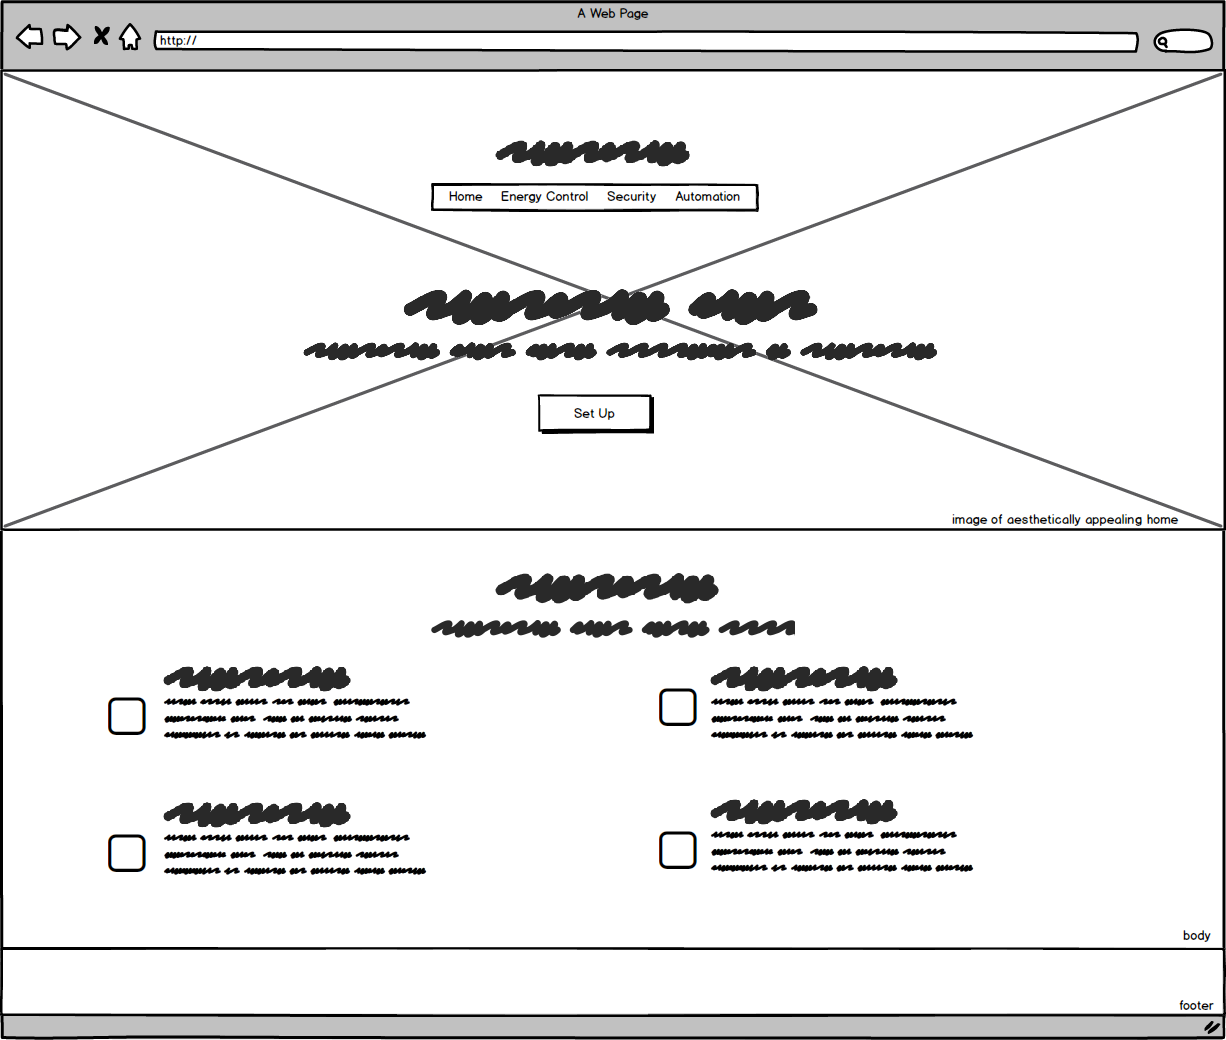 A Web Page
http://
Home Energy Control Security Automation
Set Up
image of aesthetically appealing home
body
footer